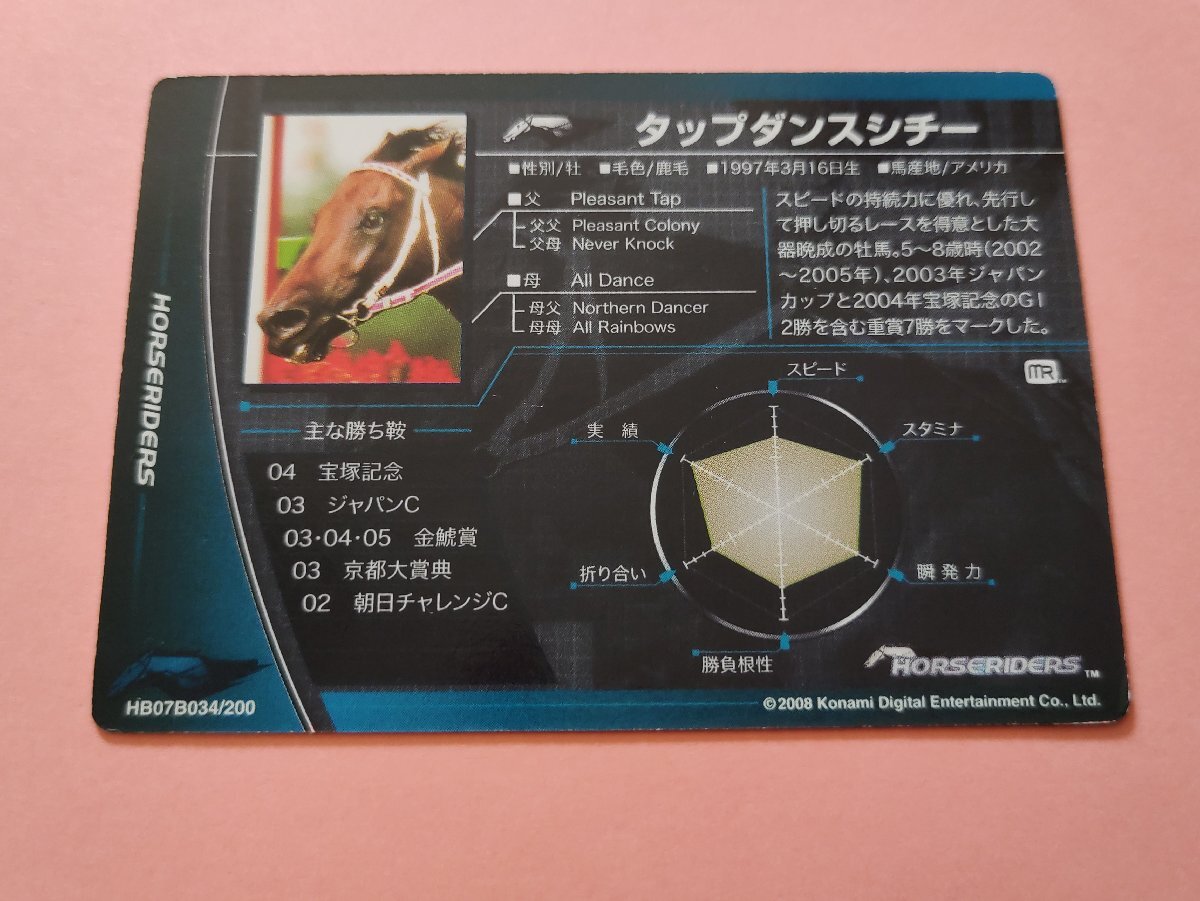 タップダンスシチー
■性別/牡 ■毛色/鹿毛 ■1997年3月16日生 ■馬産地/アメリカ
■父 Pleasant Tap
父父 Pleasant Colony
父母 Never Knock
■母 All Dance
母父 Northern Dancer
母母 All Rainbows
スピードの持続力に優れ、先行し
て押し切るレースを得意とした大
器晩成の牡馬。5〜8歳時(2002
〜2005年)、2003年ジャパン
カップと2004年宝塚記念のGⅠ
2勝を含む重賞7勝をマークした。
HORSERIDERS
MR™
主な勝ち鞍
04 宝塚記念
03 ジャパンC
03・04・05 金鯱賞
03 京都大賞典
02 朝日チャレンジC
スピード
スタミナ
瞬発力
勝負根性
折り合い
実績
HORSERIDERS™
HB07B034/200
©2008 Konami Digital Entertainment Co., Ltd.